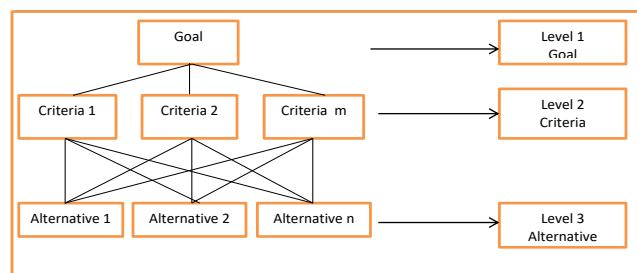 Goal
Level 1
Goal
Criteria 1
Criteria 2
Criteria m
Level 2
Criteria
Alternative 1
Alternative 2
Alternative n
Level 3
Alternative